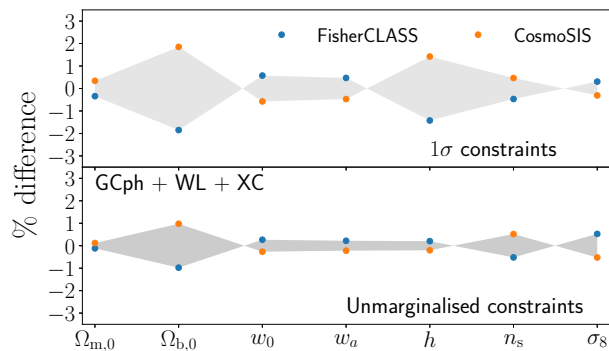 3
FisherCLASS CosmoSIS
2
1
0
−1
−2
1σ constraints
−3
% difference
3
GCph + WL + XC
2
1
0
−1
−2
−3
Unmarginalised constraints
Ωm,0 Ωb,0 w0 wa h ns σ8